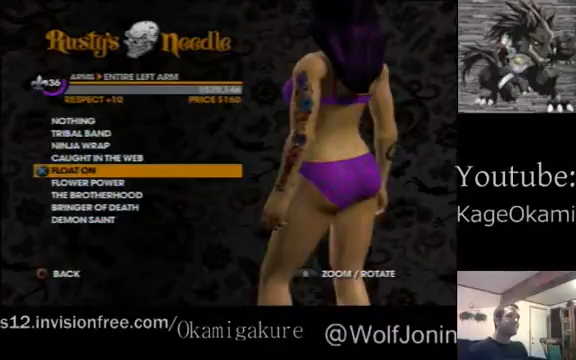 Rusty's Needle
36
ARMS ▸ ENTIRE LEFT ARM
RESPECT +10 PRICE $160
NOTHING
TRIBAL BAND
NINJA WRAP
CAUGHT IN THE WEB
FLOAT ON
FLOWER POWER
THE BROTHERHOOD
BRINGER OF DEATH
DEMON SAINT
BACK
ZOOM / ROTATE
Youtube:
KageOkami
s12.invisionfree.com/Okamigakure @WolfJonin